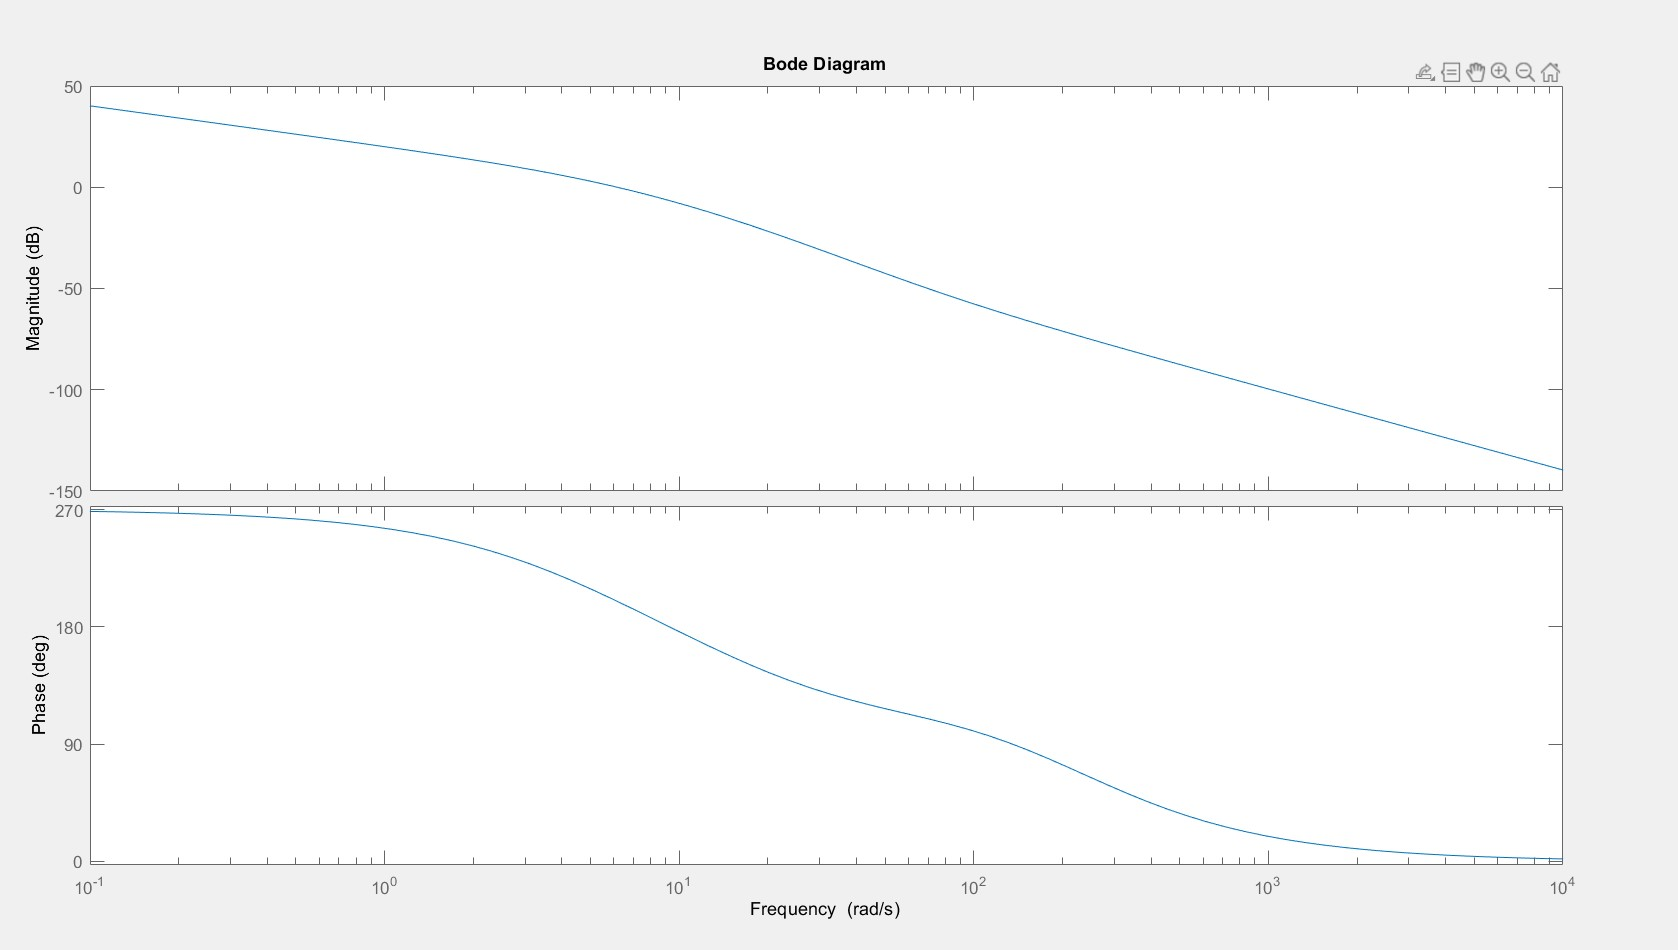 Bode Diagram
50
0
-50
-100
-150
Magnitude (dB)
270
180
90
0
Phase (deg)
10-1 100 101 102 103 104
Frequency (rad/s)